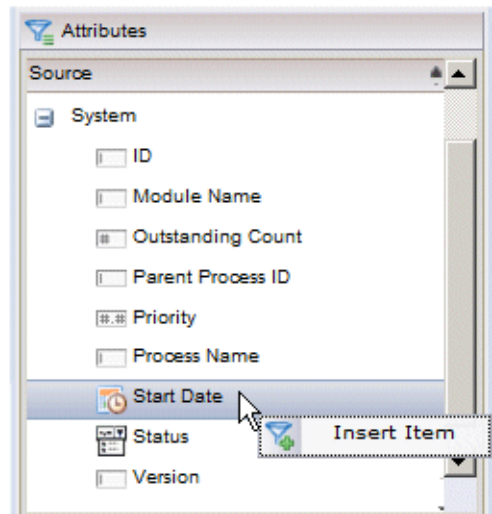 Attributes
Source
System
ID
Module Name
# Outstanding Count
Parent Process ID
#.# Priority
Process Name
Start Date
Insert Item
Status
Version